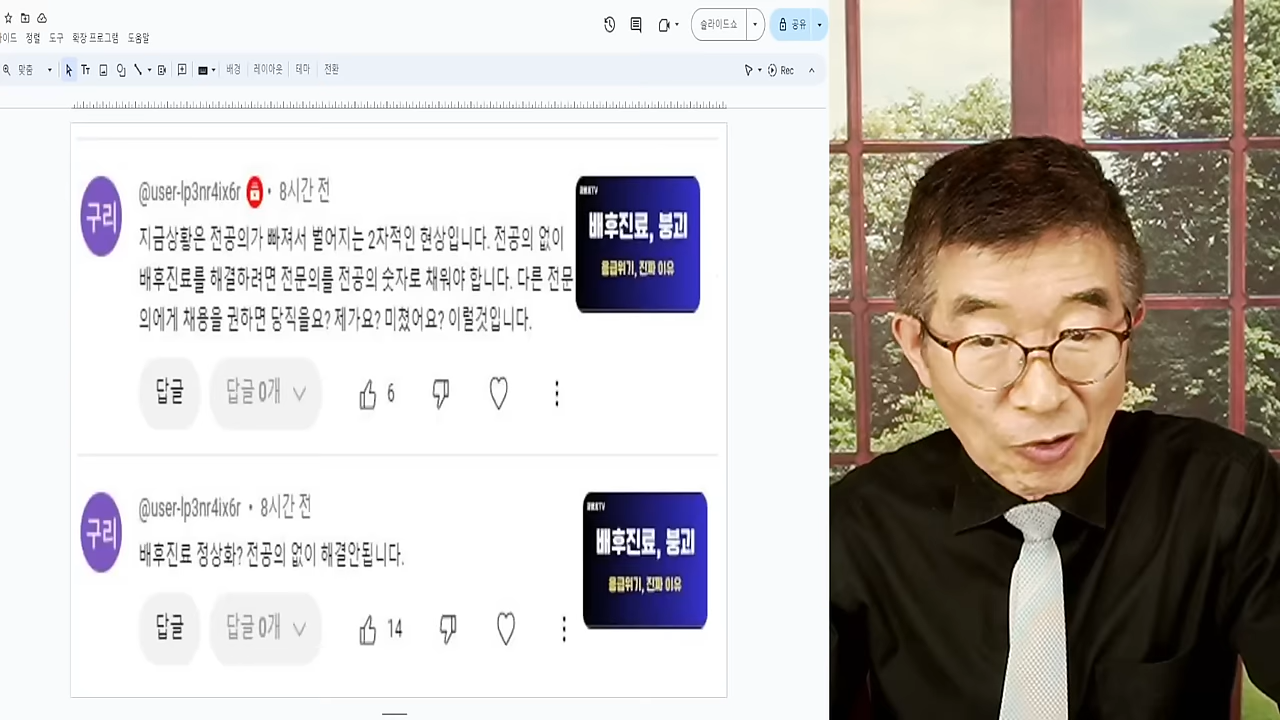 이드 정렬 도구 확장 프로그램 도움말
슬라이드쇼
공유
맞춤
배경 레이아웃 테마 전환
Rec
구리
@user-lp3nr4ix6r • 8시간 전
지금상황은 전공의가 빠져서 벌어지는 2차적인 현상입니다. 전공의 없이
배후진료를 해결하려면 전문의를 전공의 숫자로 채워야 합니다. 다른 전문
의에게 채용을 권하면 당직을요? 제가요? 미쳤어요? 이럴것입니다.
답글
답글 0개
6
배후진료, 붕괴
응급위기, 진짜 이유
구리
@user-lp3nr4ix6r • 8시간 전
배후진료 정상화? 전공의 없이 해결안됩니다.
답글
답글 0개
14
배후진료, 붕괴
응급위기, 진짜 이유